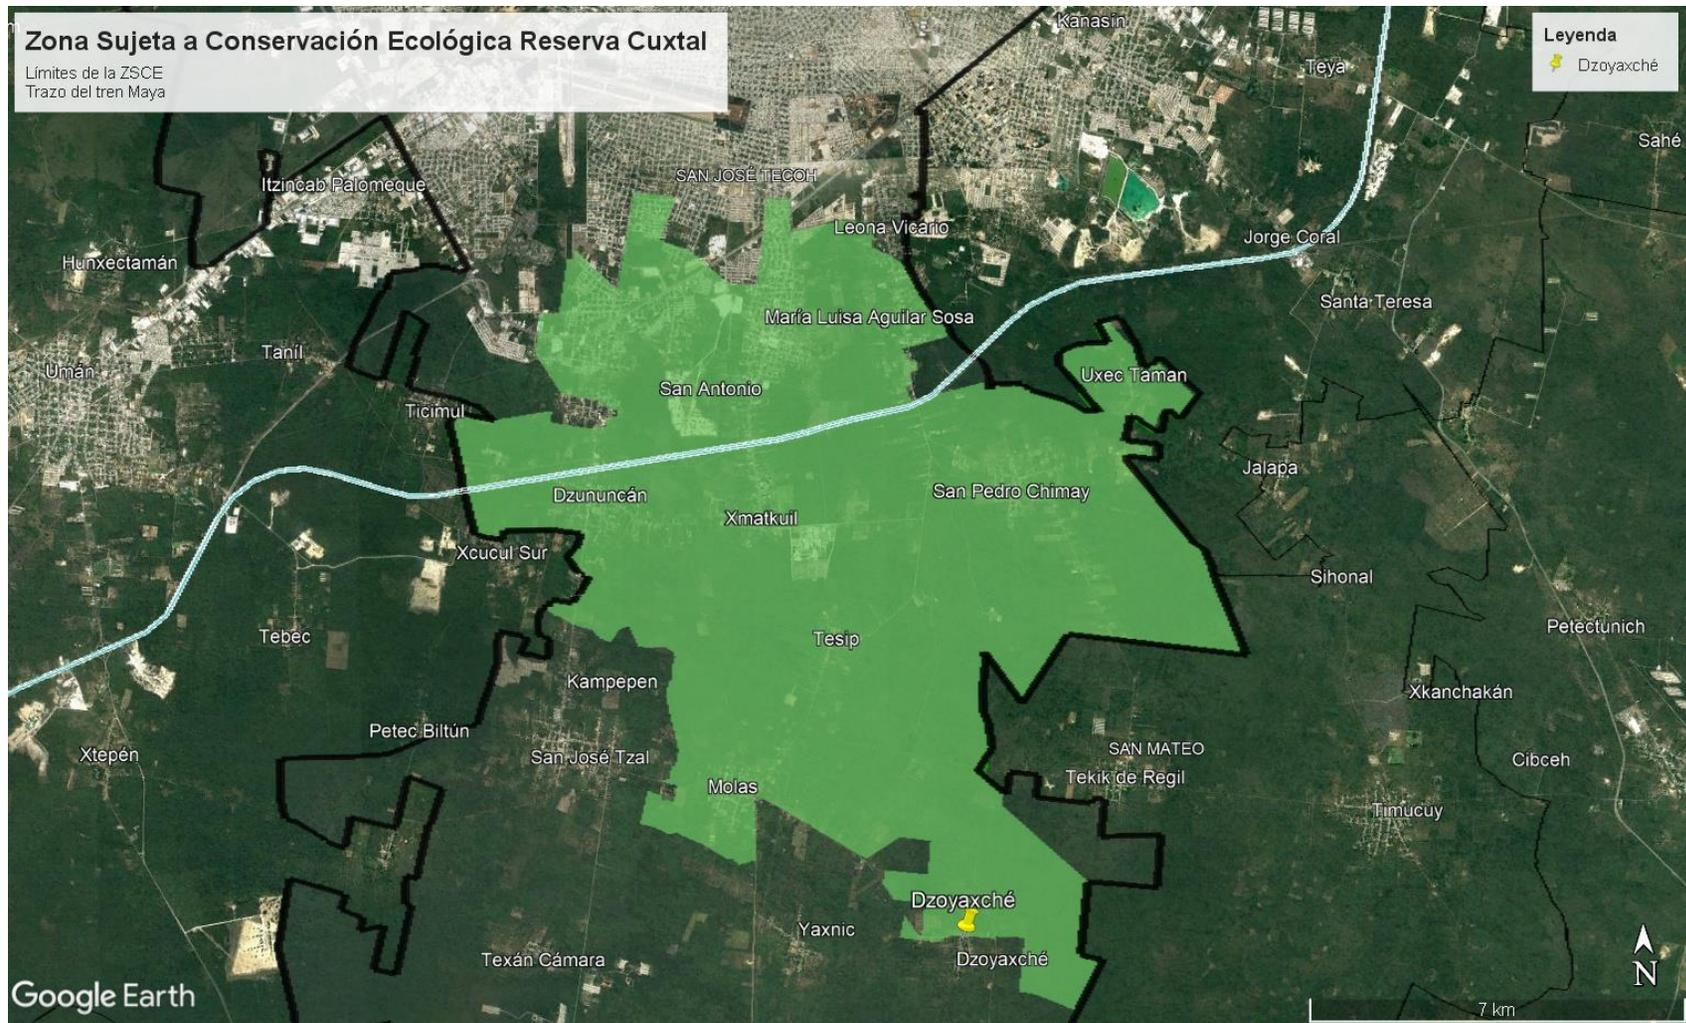 Zona Sujeta a Conservación Ecológica Reserva Cuxtal
Límites de la ZSCE
Trazo del tren Maya
Leyenda
Dzoyaxché
Kanasín
Teya
Sahé
SAN JOSÉ TECOH
Itzincab Palomeque
Leona Vicario
Jorge Coral
Hunxectamán
Santa Teresa
María Luisa Aguilar Sosa
Taníl
Umán
Uxec Taman
San Antonio
Ticimul
Jalapa
San Pedro Chimay
Dzununcán
Xmatkuil
Xcucul Sur
Sihonal
Petectunich
Tebec
Tesip
Kampepen
Xkanchakán
Petec Biltún
SAN MATEO
Xtepén
San José Tzal
Cibceh
Tekik de Regil
Molas
Timucuy
Dzoyaxché
Yaxnic
Texán Cámara
Dzoyaxché
N
Google Earth
7 km